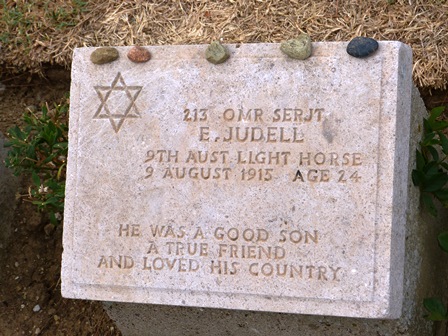 213 QMR SERJT
E. JUDELL
9TH AUST. LIGHT HORSE
9 AUGUST 1915 AGE 24
HE WAS A GOOD SON
A TRUE FRIEND
AND LOVED HIS COUNTRY